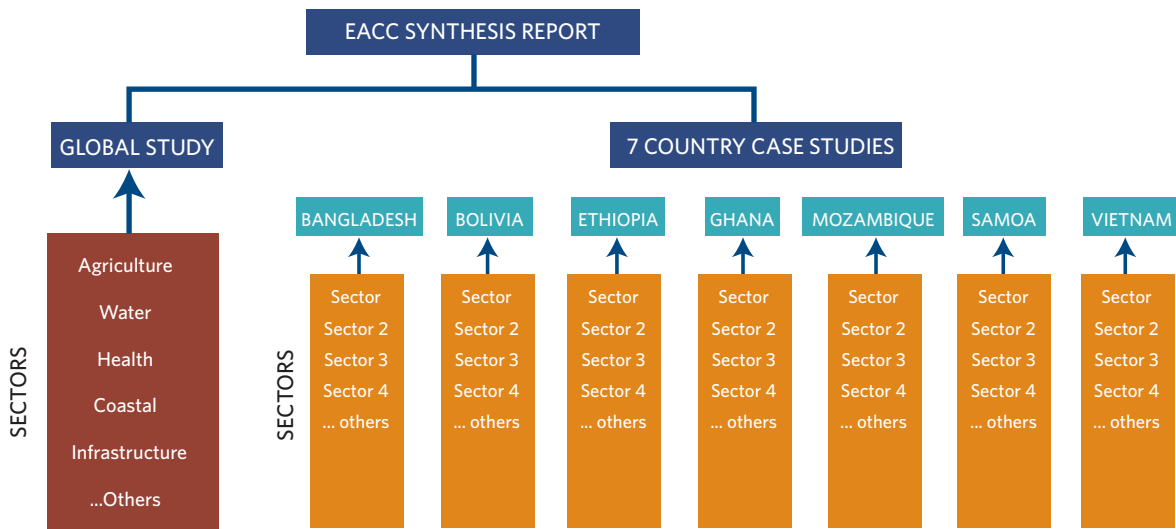 EACC SYNTHESIS REPORT
GLOBAL STUDY
7 COUNTRY CASE STUDIES
SECTORS
Agriculture
Water
Health
Coastal
Infrastructure
...Others
SECTORS
BANGLADESH
Sector
Sector 2
Sector 3
Sector 4
... others
BOLIVIA
Sector
Sector 2
Sector 3
Sector 4
... others
ETHIOPIA
Sector
Sector 2
Sector 3
Sector 4
... others
GHANA
Sector
Sector 2
Sector 3
Sector 4
... others
MOZAMBIQUE
Sector
Sector 2
Sector 3
Sector 4
... others
SAMOA
Sector
Sector 2
Sector 3
Sector 4
... others
VIETNAM
Sector
Sector 2
Sector 3
Sector 4
... others